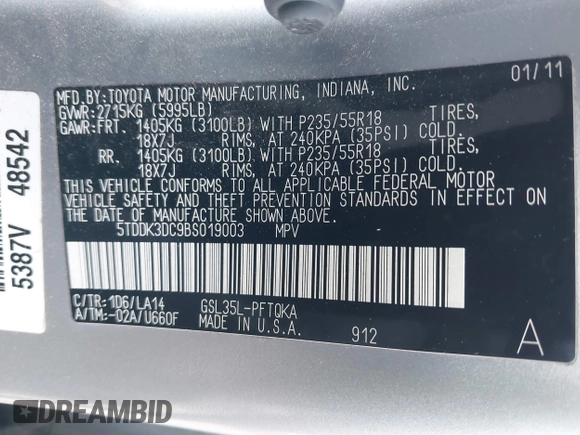 MFD.BY:TOYOTA MOTOR MANUFACTURING, INDIANA, INC. 01/11
GVWR:2715KG (5995LB)
GAWR:FRT. 1405KG (3100LB) WITH P235/55R18 TIRES,
18X7J RIMS, AT 240KPA (35PSI) COLD.
RR. 1405KG (3100LB) WITH P235/55R18 TIRES,
18X7J RIMS, AT 240KPA (35PSI) COLD.
THIS VEHICLE CONFORMS TO ALL APPLICABLE FEDERAL MOTOR
VEHICLE SAFETY AND THEFT PREVENTION STANDARDS IN EFFECT ON
THE DATE OF MANUFACTURE SHOWN ABOVE.
5TDDK3DC9BS019003 MPV
C/TR:1D6/LA14 GSL35L-PFTQKA
A/TM:-02A/U660F MADE IN U.S.A. 912 A
5387V 48542
DREAMBID